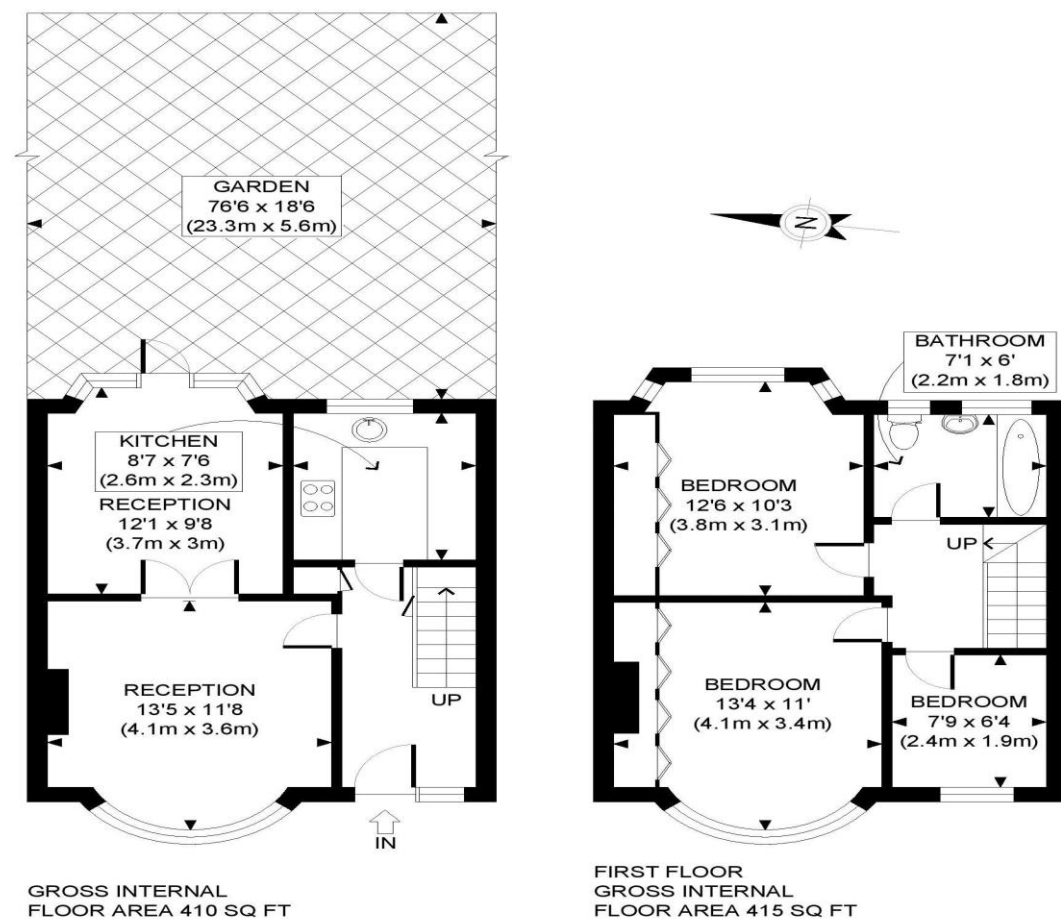 GARDEN
76'6 x 18'6
(23.3m x 5.6m)
N
KITCHEN
8'7 x 7'6
(2.6m x 2.3m)
RECEPTION
12'1 x 9'8
(3.7m x 3m)
RECEPTION
13'5 x 11'8
(4.1m x 3.6m)
UP
IN
GROSS INTERNAL
FLOOR AREA 410 SQ FT
BATHROOM
7'1 x 6'
(2.2m x 1.8m)
BEDROOM
12'6 x 10'3
(3.8m x 3.1m)
UP
BEDROOM
13'4 x 11'
(4.1m x 3.4m)
BEDROOM
7'9 x 6'4
(2.4m x 1.9m)
FIRST FLOOR
GROSS INTERNAL
FLOOR AREA 415 SQ FT